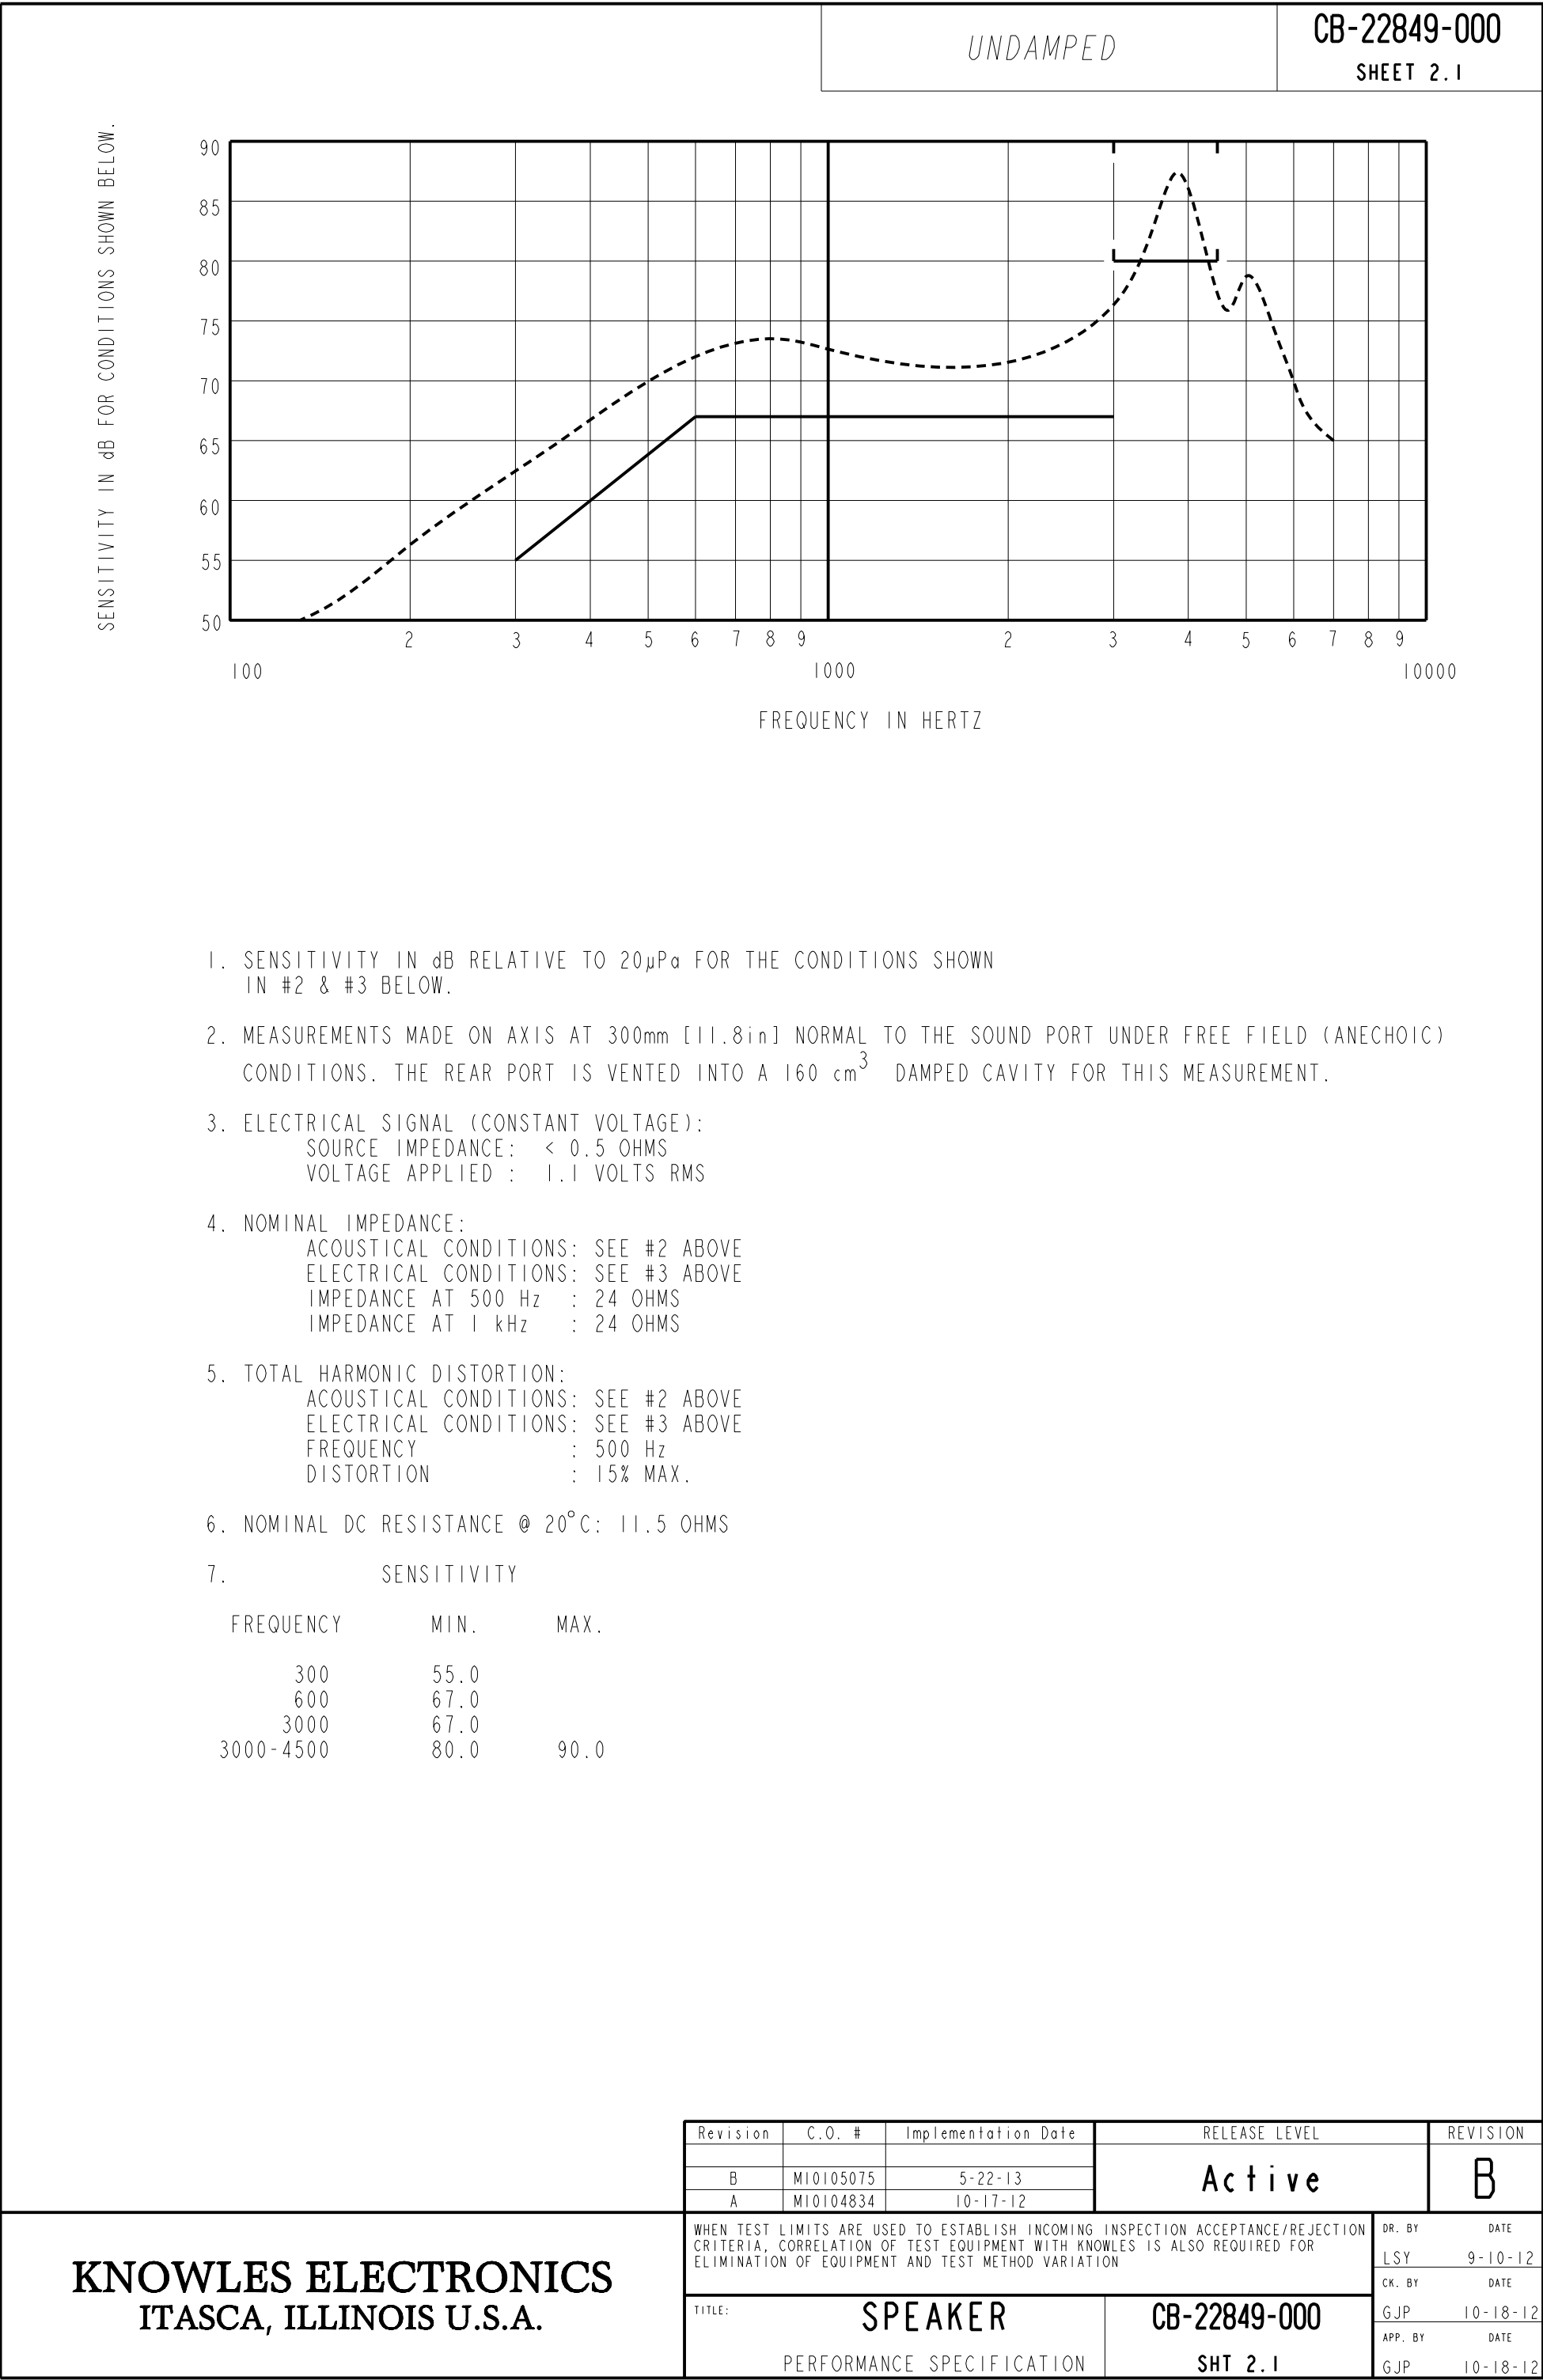 UNDAMPED
CB-22849-000
SHEET 2.1
SENSITIVITY IN dB FOR CONDITIONS SHOWN BELOW.
90
85
80
75
70
65
60
55
50
2 3 4 5 6 7 8 9 2 3 4 5 6 7 8 9
100 1000 10000
FREQUENCY IN HERTZ
1. SENSITIVITY IN dB RELATIVE TO 20µPa FOR THE CONDITIONS SHOWN
IN #2 & #3 BELOW.
2. MEASUREMENTS MADE ON AXIS AT 300mm [11.8in] NORMAL TO THE SOUND PORT UNDER FREE FIELD (ANECHOIC)
CONDITIONS. THE REAR PORT IS VENTED INTO A 160 cm³ DAMPED CAVITY FOR THIS MEASUREMENT.
3. ELECTRICAL SIGNAL (CONSTANT VOLTAGE):
SOURCE IMPEDANCE: < 0.5 OHMS
VOLTAGE APPLIED : 1.1 VOLTS RMS
4. NOMINAL IMPEDANCE:
ACOUSTICAL CONDITIONS: SEE #2 ABOVE
ELECTRICAL CONDITIONS: SEE #3 ABOVE
IMPEDANCE AT 500 Hz : 24 OHMS
IMPEDANCE AT 1 kHz : 24 OHMS
5. TOTAL HARMONIC DISTORTION:
ACOUSTICAL CONDITIONS: SEE #2 ABOVE
ELECTRICAL CONDITIONS: SEE #3 ABOVE
FREQUENCY : 500 Hz
DISTORTION : 15% MAX.
6. NOMINAL DC RESISTANCE @ 20°C: 11.5 OHMS
7. SENSITIVITY
FREQUENCY MIN. MAX.
300 55.0
600 67.0
3000 67.0
3000-4500 80.0 90.0
Revision C.O. # Implementation Date RELEASE LEVEL REVISION
B M10105075 5-22-13 Active B
A M10104834 10-17-12
WHEN TEST LIMITS ARE USED TO ESTABLISH INCOMING INSPECTION ACCEPTANCE/REJECTION
CRITERIA, CORRELATION OF TEST EQUIPMENT WITH KNOWLES IS ALSO REQUIRED FOR
ELIMINATION OF EQUIPMENT AND TEST METHOD VARIATION
DR. BY DATE
LSY 9-10-12
CK. BY DATE
GJP 10-18-12
APP. BY DATE
GJP 10-18-12
KNOWLES ELECTRONICS
ITASCA, ILLINOIS U.S.A.
TITLE: SPEAKER
PERFORMANCE SPECIFICATION
CB-22849-000
SHT 2.1